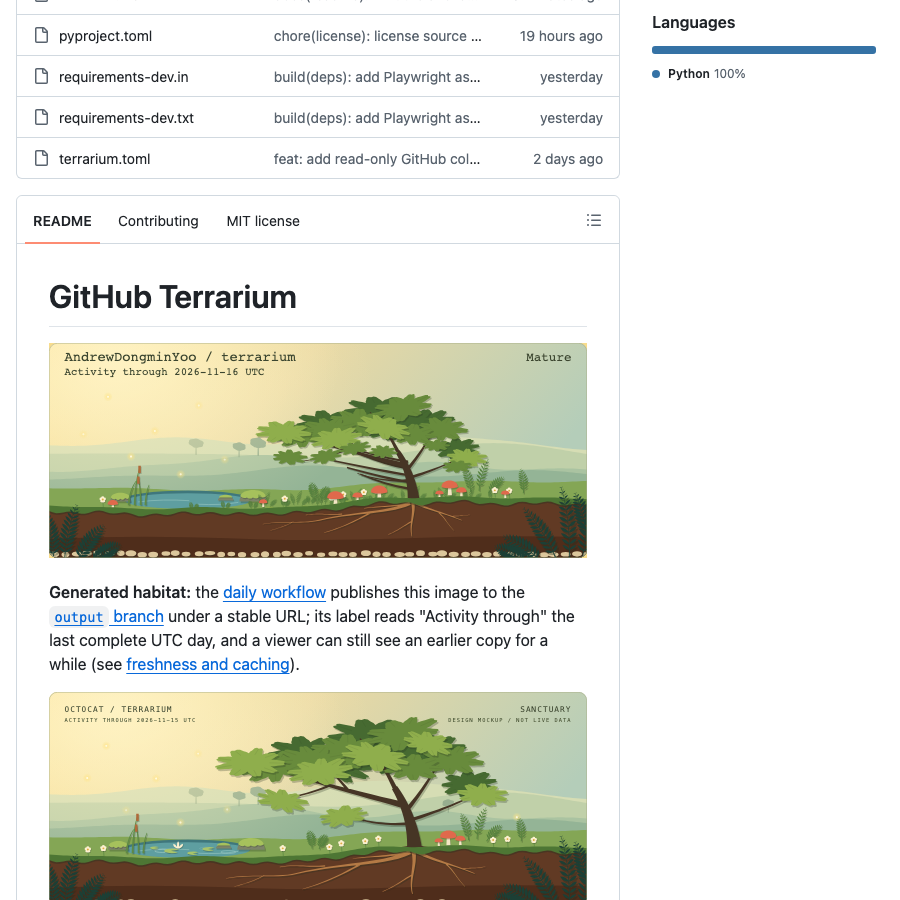 Languages
Python 100%
pyproject.toml chore(license): license source ... 19 hours ago
requirements-dev.in build(deps): add Playwright as... yesterday
requirements-dev.txt build(deps): add Playwright as... yesterday
terrarium.toml feat: add read-only GitHub col... 2 days ago
README Contributing MIT license
GitHub Terrarium
AndrewDongminYoo / terrarium Mature
Activity through 2026-11-16 UTC
Generated habitat: the daily workflow publishes this image to the
output branch under a stable URL; its label reads "Activity through" the
last complete UTC day, and a viewer can still see an earlier copy for a
while (see freshness and caching).
OCTOCAT / TERRARIUM SANCTUARY
ACTIVITY THROUGH 2026-11-15 UTC DESIGN MOCKUP / NOT LIVE DATA